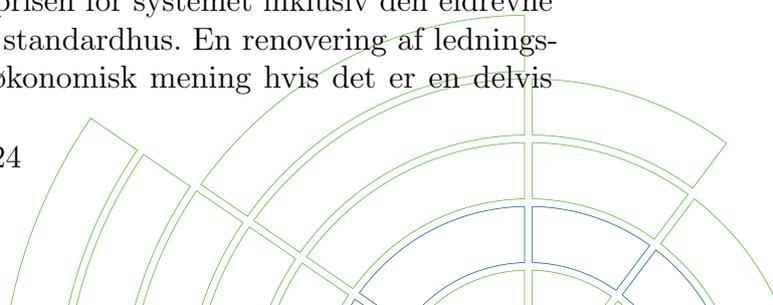 prisen for systemet inklusiv den eldrevne
standardhus. En renovering af lednings-
økonomisk mening hvis det er en delvis
24